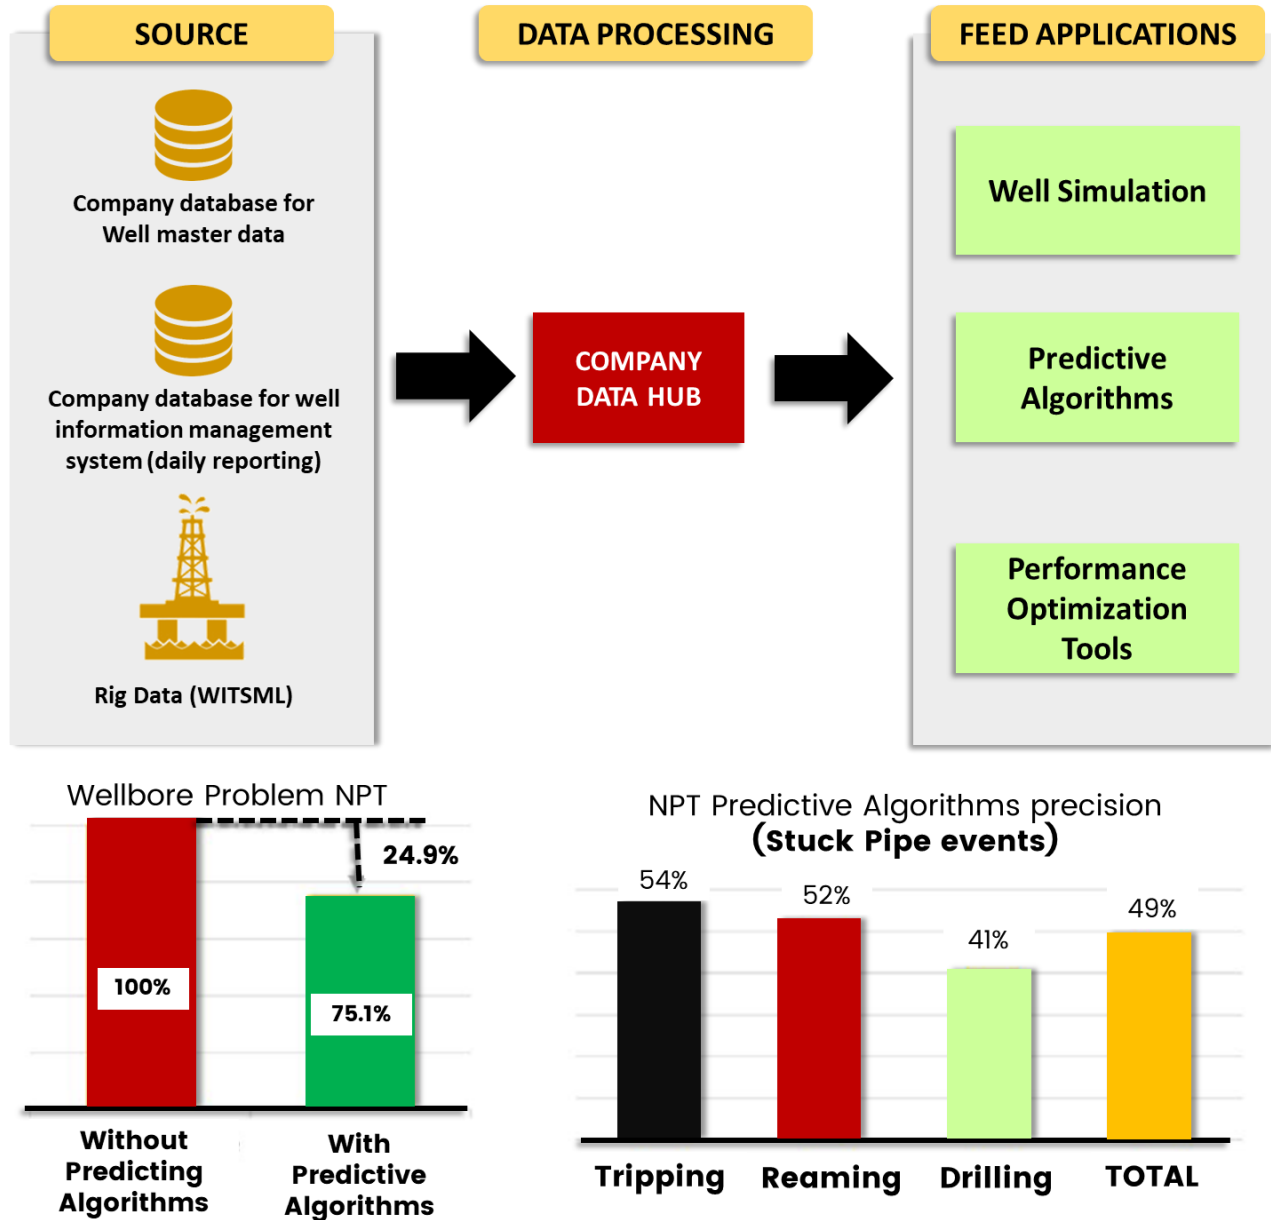 SOURCE
DATA PROCESSING
FEED APPLICATIONS
Company database for
Well master data
Company database for well
information management
system (daily reporting)
Rig Data (WITSML)
COMPANY
DATA HUB
Well Simulation
Predictive
Algorithms
Performance
Optimization
Tools
Wellbore Problem NPT
24.9%
100%
75.1%
Without
Predicting
Algorithms
With
Predictive
Algorithms
NPT Predictive Algorithms precision
(Stuck Pipe events)
54%
52%
41%
49%
Tripping
Reaming
Drilling
TOTAL